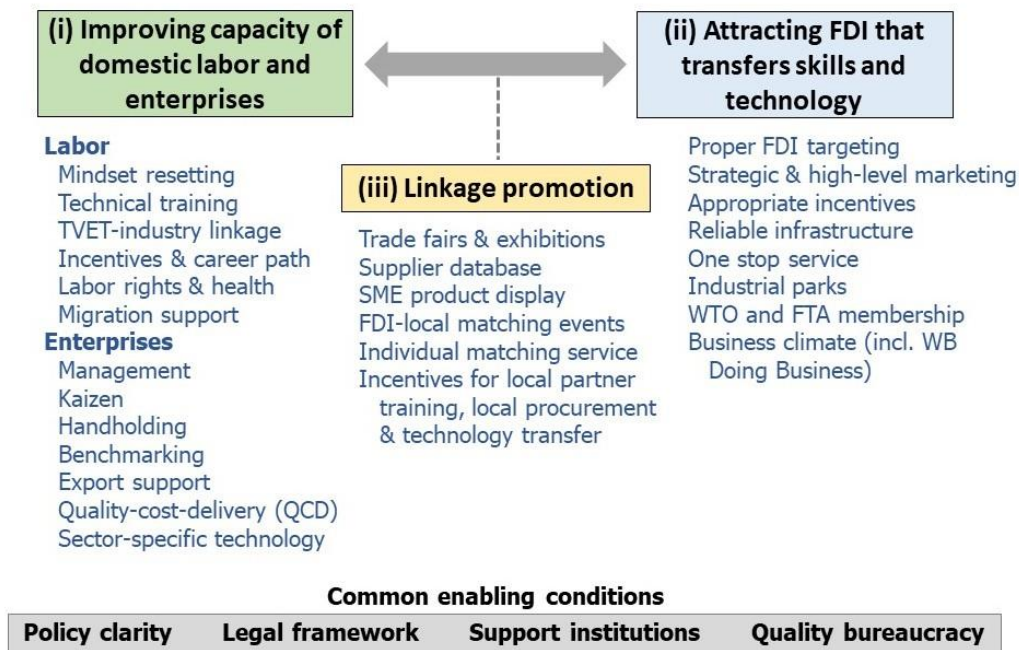 (i) Improving capacity of
domestic labor and
enterprises
(ii) Attracting FDI that
transfers skills and
technology
Labor
Mindset resetting
Technical training
TVET-industry linkage
Incentives & career path
Labor rights & health
Migration support
Enterprises
Management
Kaizen
Handholding
Benchmarking
Export support
Quality-cost-delivery (QCD)
Sector-specific technology
(iii) Linkage promotion
Trade fairs & exhibitions
Supplier database
SME product display
FDI-local matching events
Individual matching service
Incentives for local partner
training, local procurement
& technology transfer
Proper FDI targeting
Strategic & high-level marketing
Appropriate incentives
Reliable infrastructure
One stop service
Industrial parks
WTO and FTA membership
Business climate (incl. WB
Doing Business)
Common enabling conditions
Policy clarity Legal framework Support institutions Quality bureaucracy